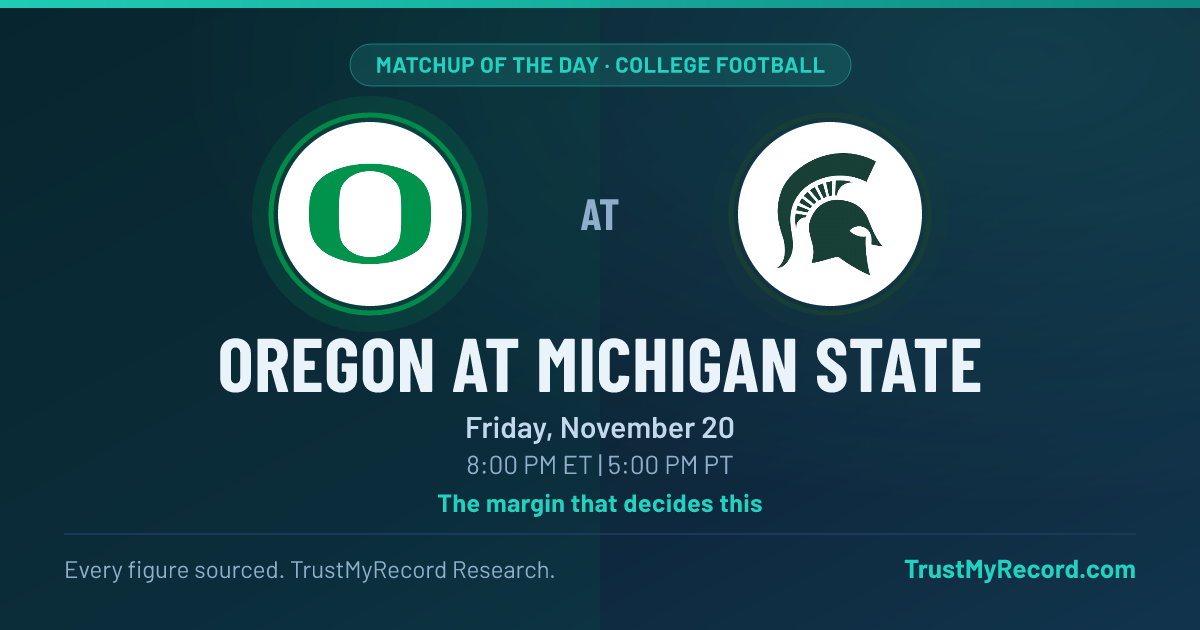 MATCHUP OF THE DAY · COLLEGE FOOTBALL
O
AT
OREGON AT MICHIGAN STATE
Friday, November 20
8:00 PM ET | 5:00 PM PT
The margin that decides this
Every figure sourced. TrustMyRecord Research.
TrustMyRecord.com